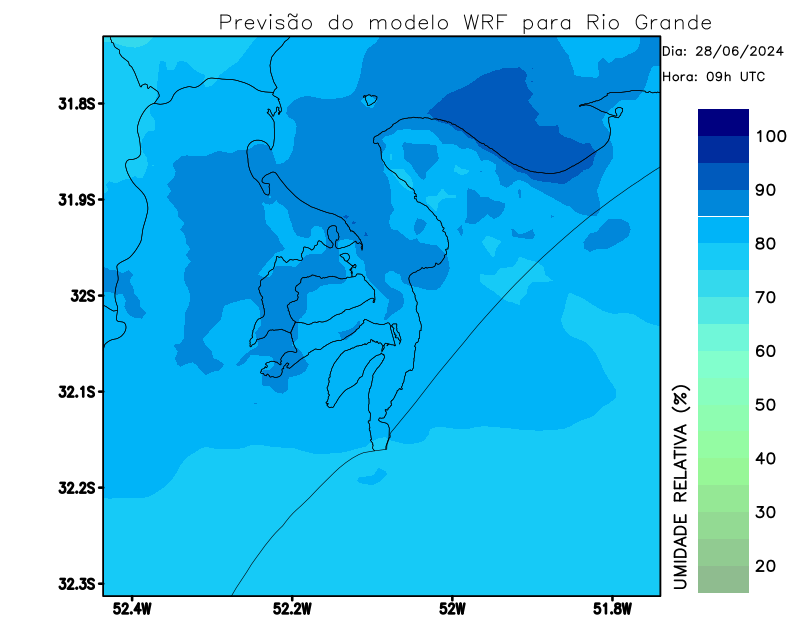 Previsão do modelo WRF para Rio Grande
Dia: 28/06/2024
Hora: 09h UTC
31.8S
31.9S
32S
32.1S
32.2S
32.3S
52.4W
52.2W
52W
51.8W
UMIDADE RELATIVA (%)
100
90
80
70
60
50
40
30
20